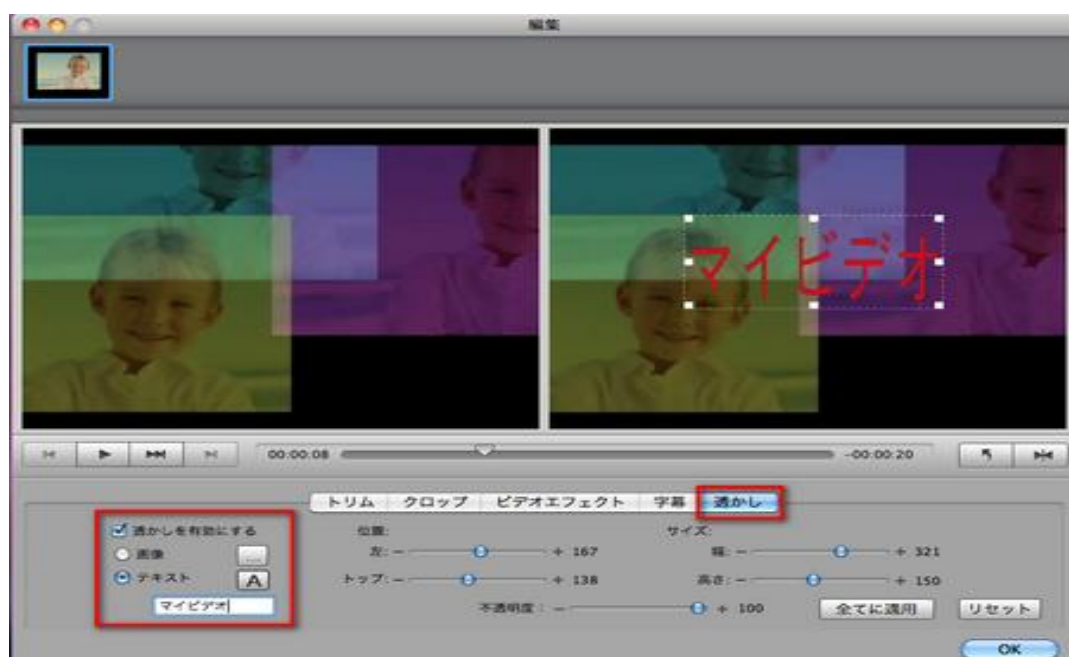 編集
マイビデオ
00:00:08
-00:00:20
トリム クロップ ビデオエフェクト 字幕 透かし
透かしを有効にする
画像 ...
テキスト A
マイビデオ
位置:
左: - + 167
トップ: - + 138
サイズ:
幅: - + 321
高さ: - + 150
不透明度: - + 100
全てに適用
リセット
OK